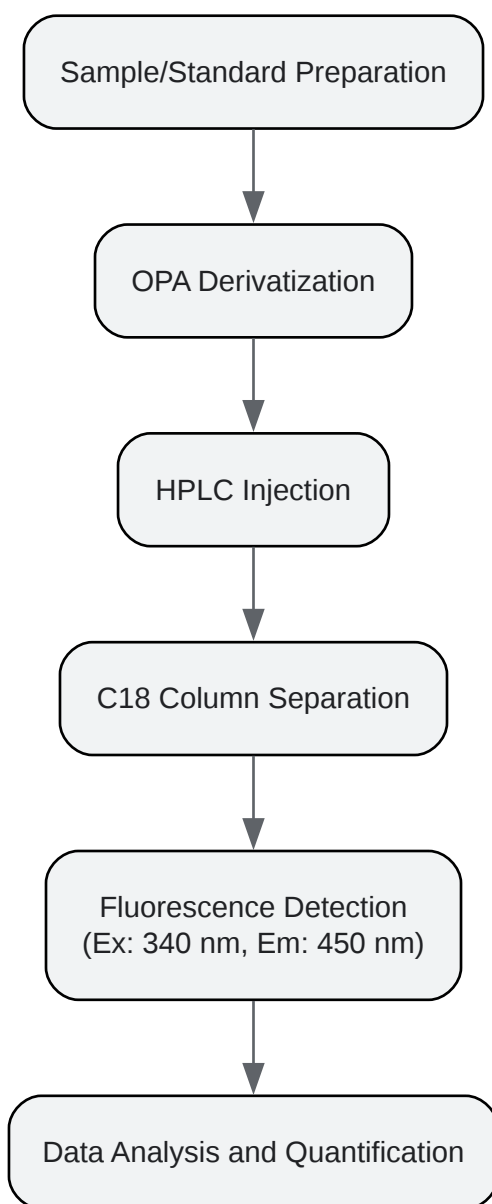 Sample/Standard Preparation
OPA Derivatization
HPLC Injection
C18 Column Separation
Fluorescence Detection
(Ex: 340 nm, Em: 450 nm)
Data Analysis and Quantification